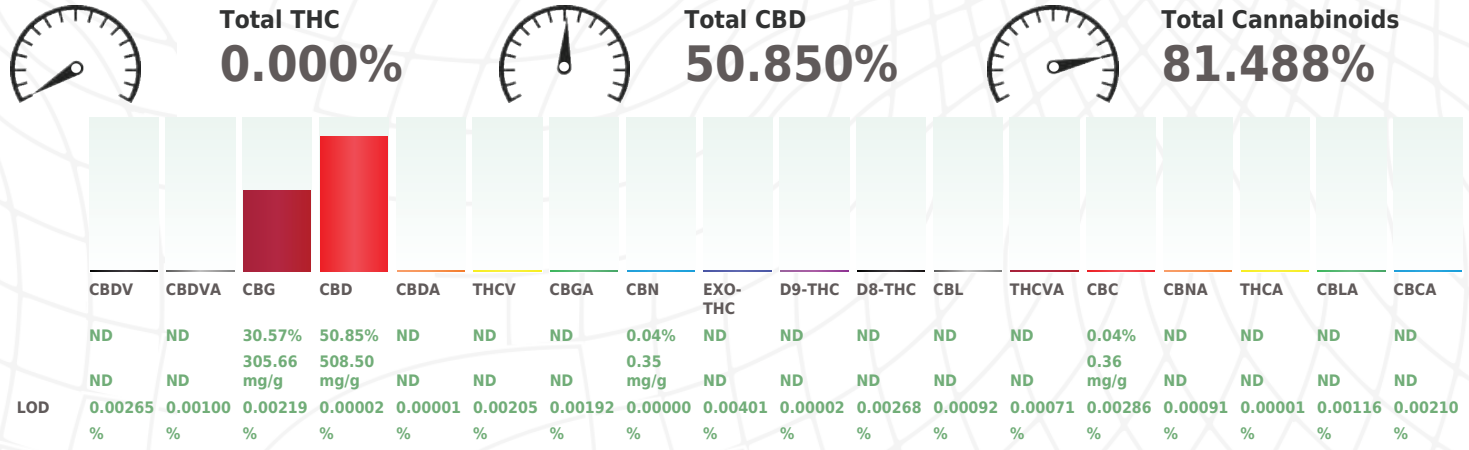 Total THC
0.000%
Total CBD
50.850%
Total Cannabinoids
81.488%
CBDV CBDVA CBG CBD CBDA THCV CBGA CBN EXO- D9-THC D8-THC CBL THCVA CBC CBNA THCA CBLA CBCA
THC
ND ND 30.57% 50.85% ND ND ND 0.04% ND ND ND ND ND 0.04% ND ND ND ND
305.66 508.50 0.35 0.36
ND ND mg/g mg/g ND ND ND mg/g ND ND ND ND ND mg/g ND ND ND ND
LOD 0.00265 0.00100 0.00219 0.00002 0.00001 0.00205 0.00192 0.00000 0.00401 0.00002 0.00268 0.00092 0.00071 0.00286 0.00091 0.00001 0.00116 0.00210
% % % % % % % % % % % % % % % % % %